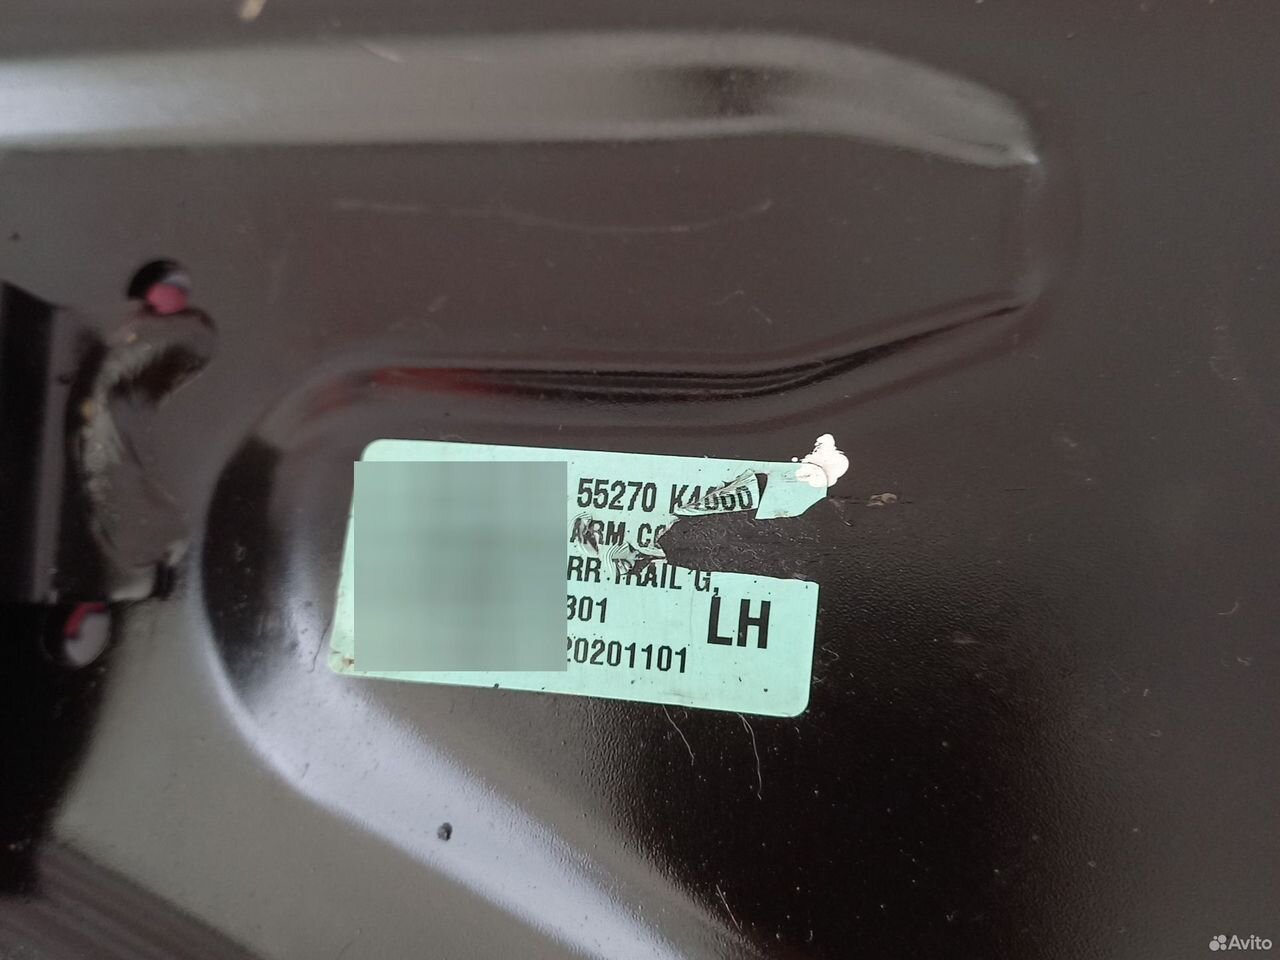 55270
ARM
RR TRAIL G,
301
LH
20201101
Avito